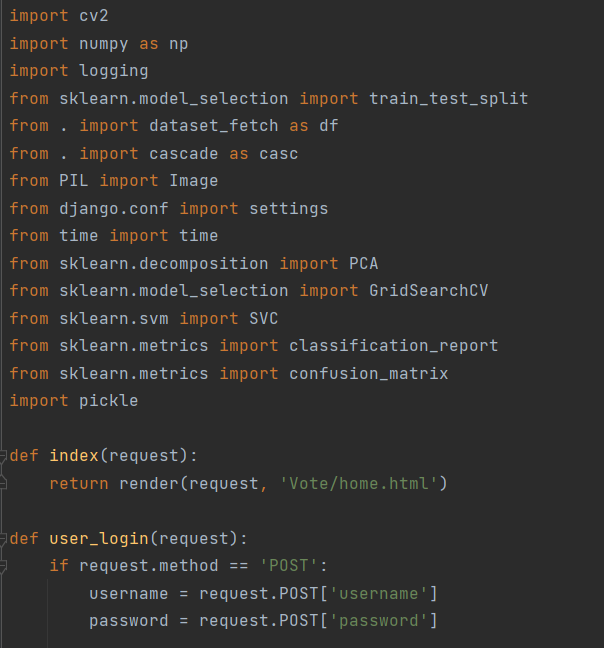 import cv2
import numpy as np
import logging
from sklearn.model_selection import train_test_split
from . import dataset_fetch as df
from . import cascade as casc
from PIL import Image
from django.conf import settings
from time import time
from sklearn.decomposition import PCA
from sklearn.model_selection import GridSearchCV
from sklearn.svm import SVC
from sklearn.metrics import classification_report
from sklearn.metrics import confusion_matrix
import pickle

def index(request):
    return render(request, 'Vote/home.html')

def user_login(request):
    if request.method == 'POST':
        username = request.POST['username']
        password = request.POST['password']